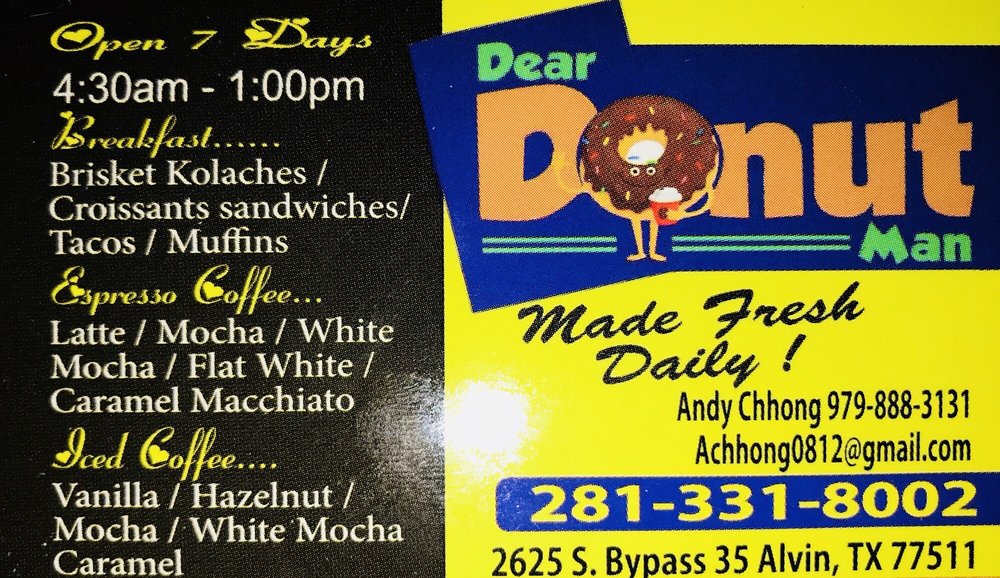 Open 7 Days
4:30am - 1:00pm
Breakfast......
Brisket Kolaches /
Croissants sandwiches/
Tacos / Muffins
Espresso Coffee...
Latte / Mocha / White
Mocha / Flat White /
Caramel Macchiato
Iced Coffee....
Vanilla / Hazelnut /
Mocha / White Mocha
Caramel
Dear
Donut
Man
Made Fresh
Daily !
Andy Chhong 979-888-3131
Achhong0812@gmail.com
281-331-8002
2625 S. Bypass 35 Alvin, TX 77511